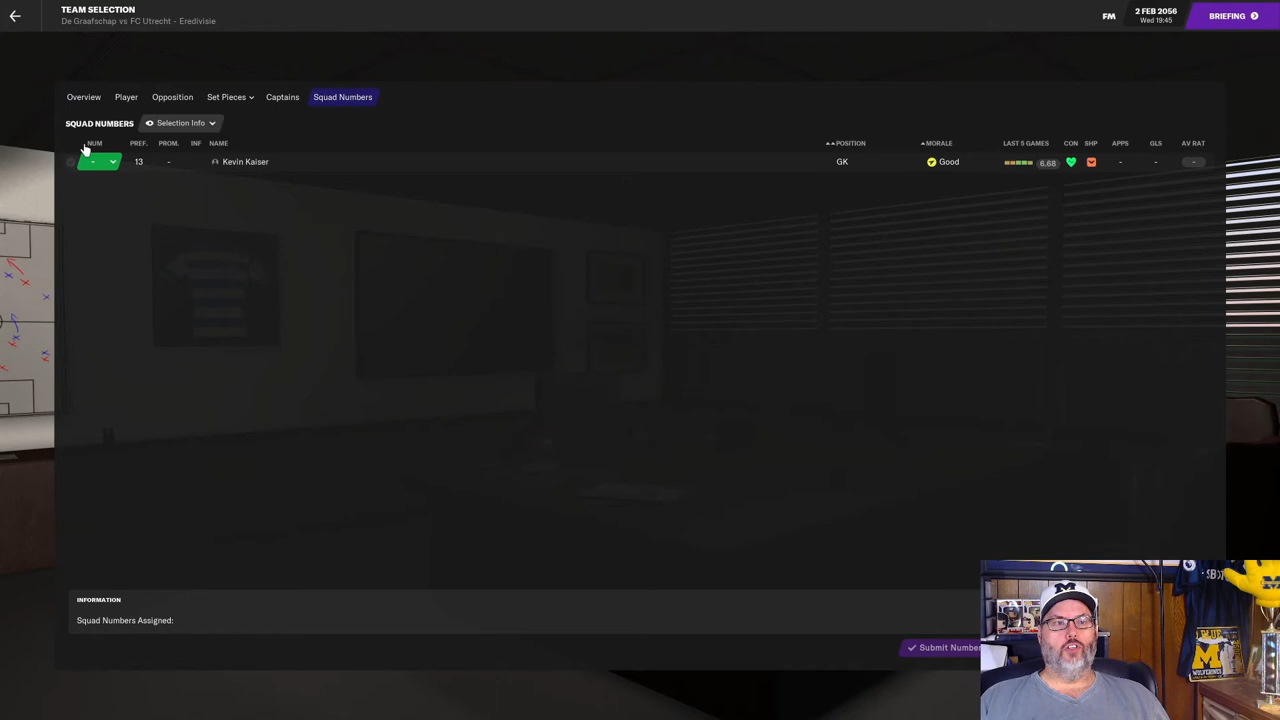 TEAM SELECTION
De Graafschap vs FC Utrecht - Eredivisie
FM
2 FEB 2056
Wed 19:45
BRIEFING
Overview Player Opposition Set Pieces Captains Squad Numbers
SQUAD NUMBERS Selection Info
NUM PREF. PROM. INF NAME POSITION MORALE LAST 5 GAMES CON SHP APPS GLS AV RAT
- 13 - Kevin Kaiser GK Good 6.68 - - -
INFORMATION
Squad Numbers Assigned:
Submit Number
M
BLUE
M
WOLVERINES